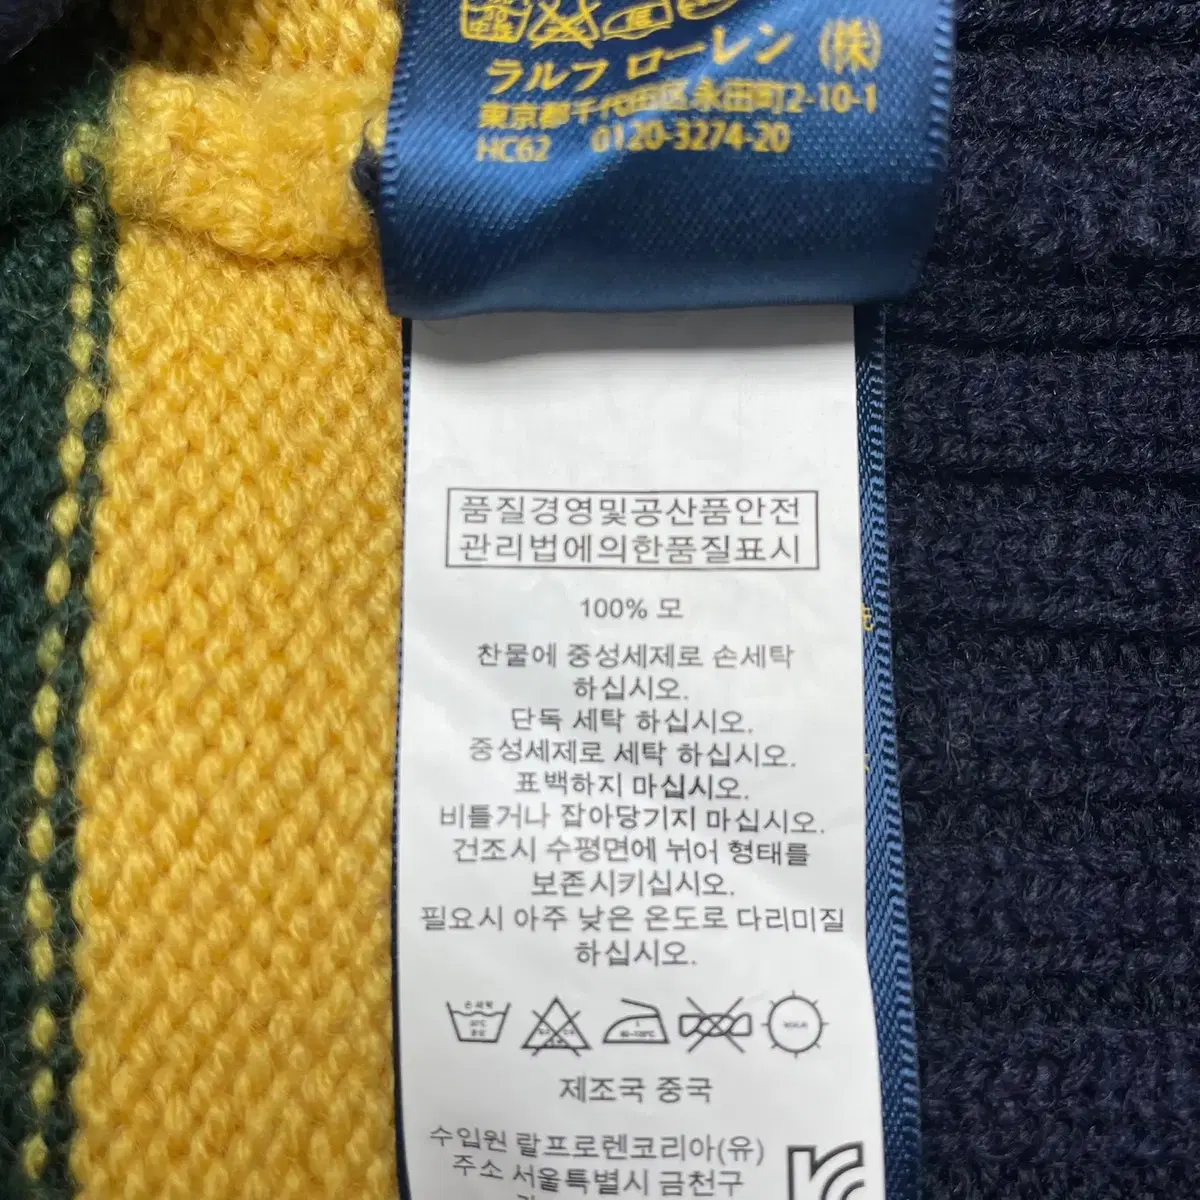 ラルフ ローレン (株)
東京都千代田区永田町2-10-1
HC62 0120-3274-20
품질경영및공산품안전
관리법에의한품질표시
100% 모
찬물에 중성세제로 손세탁
하십시오.
단독 세탁 하십시오.
중성세제로 세탁 하십시오.
표백하지 마십시오.
비틀거나 잡아당기지 마십시오.
건조시 수평면에 뉘어 형태를
보존시키십시오.
필요시 아주 낮은 온도로 다리미질
하십시오.
손세탁
제조국 중국
수입원 랄프로렌코리아(유)
주소 서울특별시 금천구